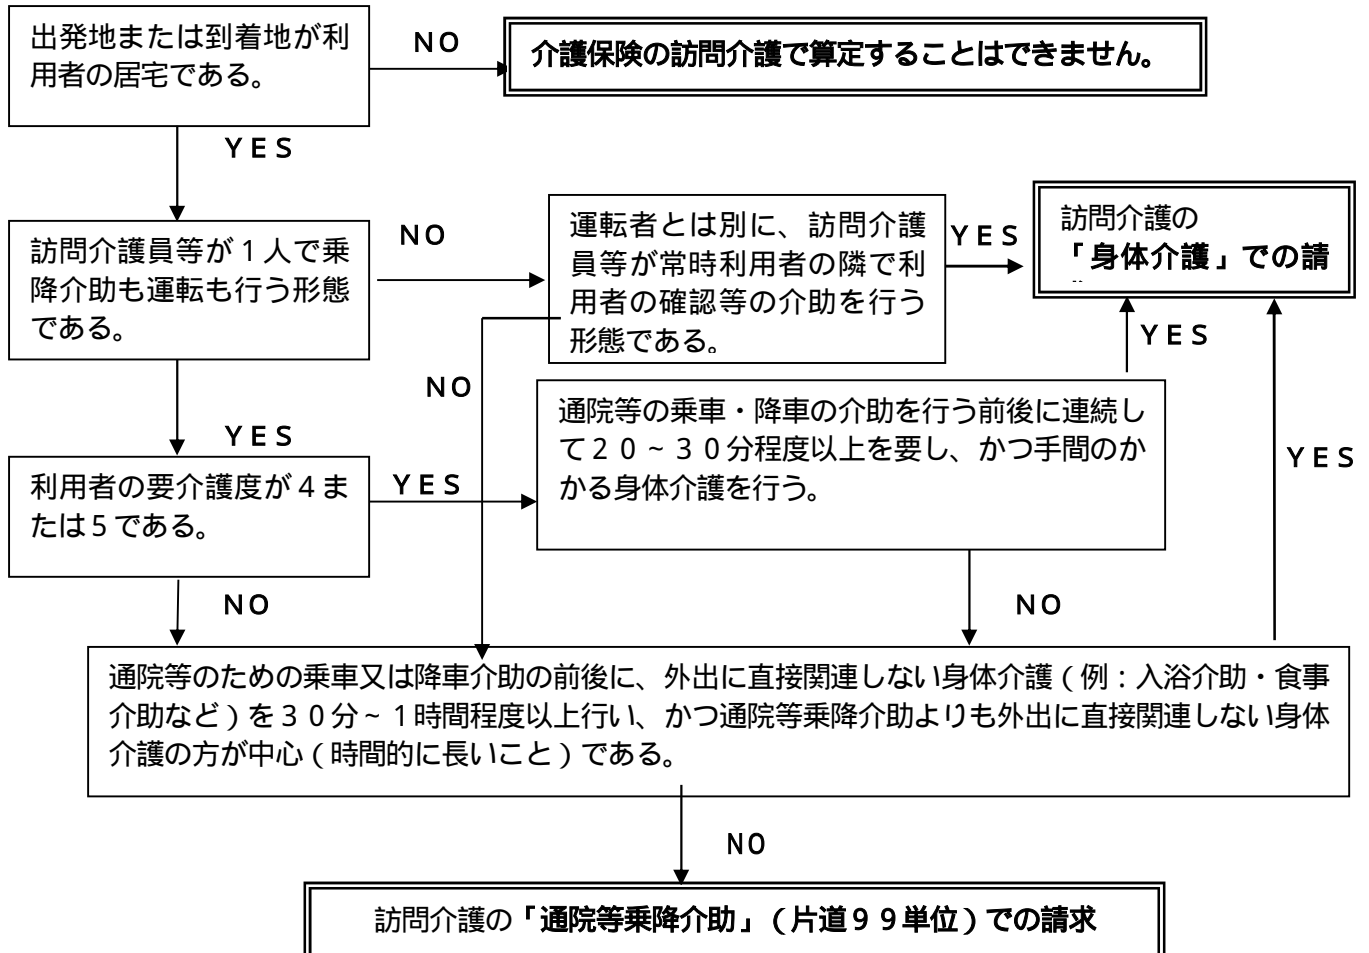 出発地または到着地が利
用者の居宅である。
ＮＯ
介護保険の訪問介護で算定することはできません。
ＹＥＳ
訪問介護員等が１人で乗
降介助も運転も行う形態
である。
ＮＯ
運転者とは別に、訪問介護
員等が常時利用者の隣で利
用者の確認等の介助を行う
形態である。
ＹＥＳ
訪問介護の
「身体介護」での請
ＮＯ
ＹＥＳ
通院等の乗車・降車の介助を行う前後に連続し
て２０～３０分程度以上を要し、かつ手間のか
かる身体介護を行う。
ＹＥＳ
ＹＥＳ
利用者の要介護度が４ま
たは５である。
ＹＥＳ
ＮＯ
ＮＯ
通院等のための乗車又は降車介助の前後に、外出に直接関連しない身体介護（例：入浴介助・食事
介助など）を３０分～１時間程度以上行い、かつ通院等乗降介助よりも外出に直接関連しない身体
介護の方が中心（時間的に長いこと）である。
ＮＯ
訪問介護の「通院等乗降介助」（片道９９単位）での請求